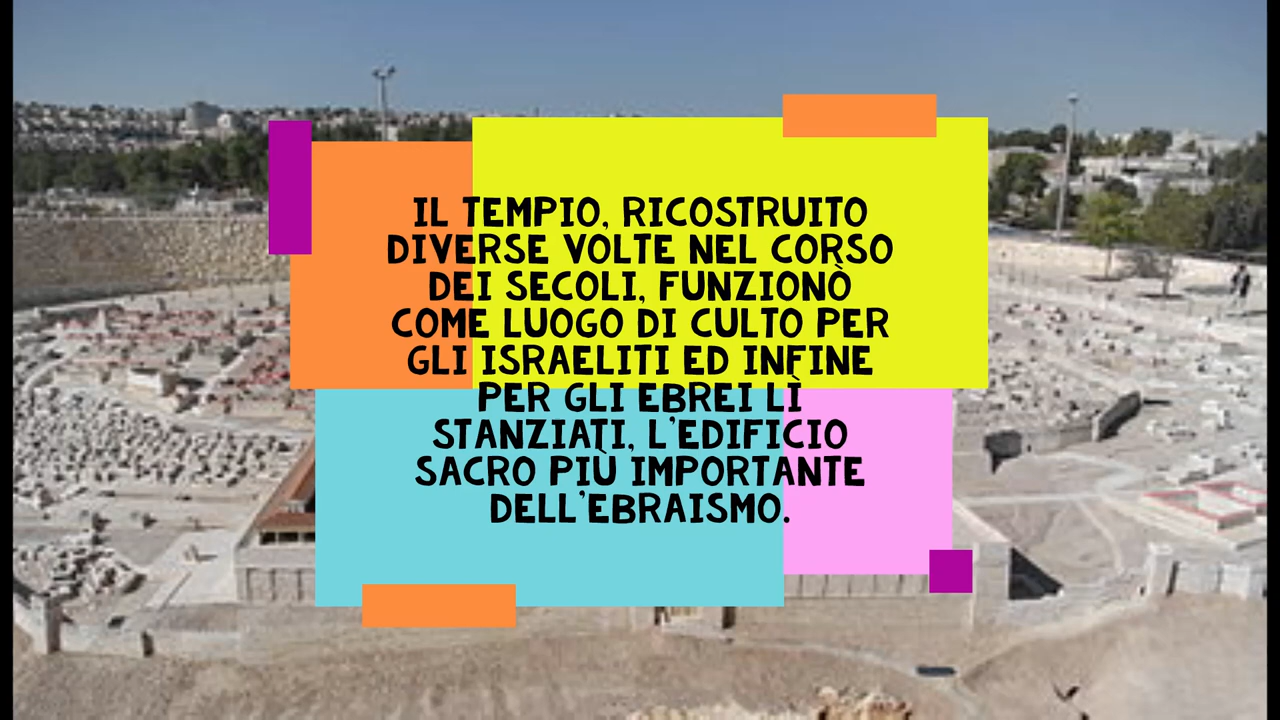 IL TEMPIO, RICOSTRUITO
DIVERSE VOLTE NEL CORSO
DEI SECOLI, FUNZIONÒ
COME LUOGO DI CULTO PER
GLI ISRAELITI ED INFINE
PER GLI EBREI LÌ
STANZIATI, L'EDIFICIO
SACRO PIÙ IMPORTANTE
DELL'EBRAISMO.